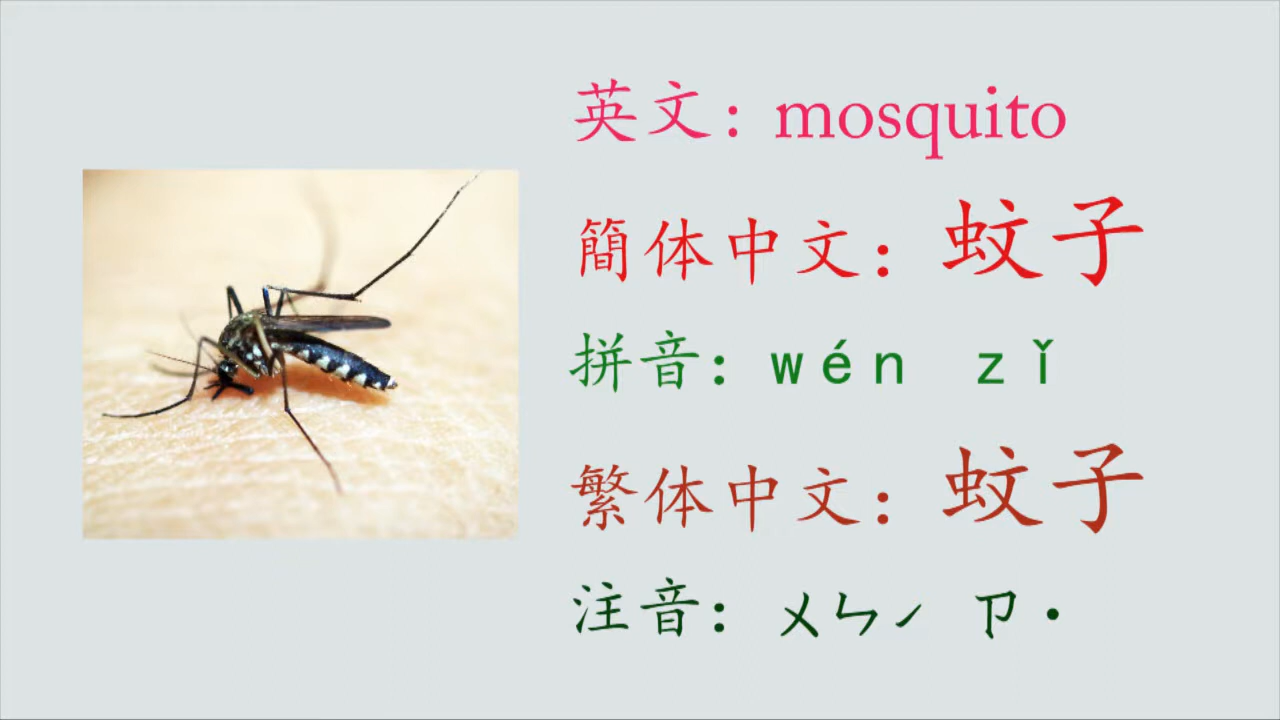 英文：mosquito
簡体中文：蚊子
拼音：wén zǐ
繁体中文：蚊子
注音：ㄨㄣˊ ㄗ˙